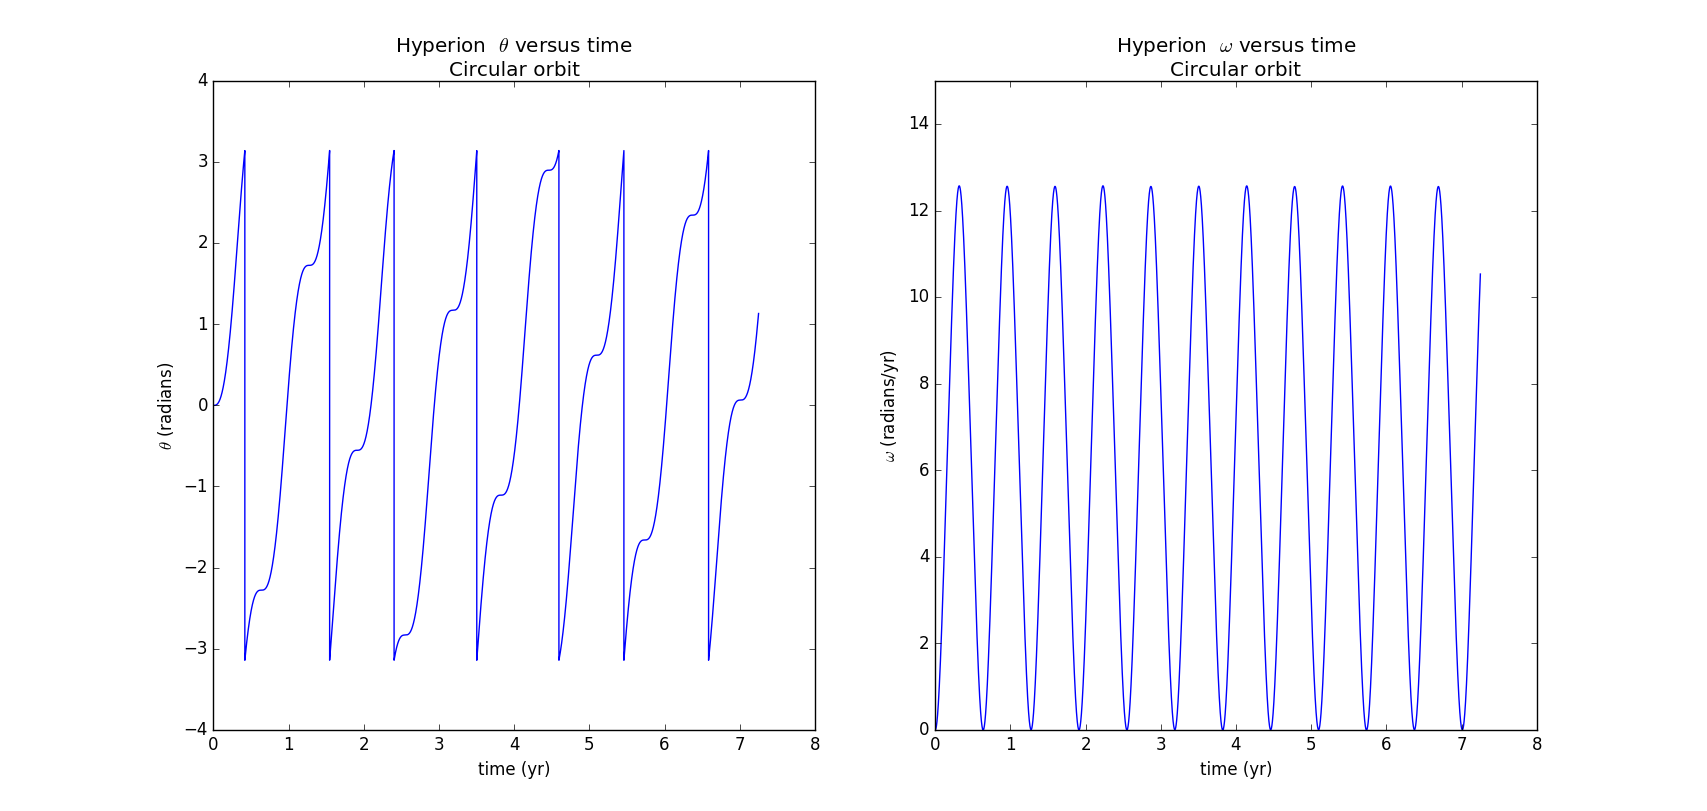 Hyperion θ versus time
Circular orbit
4
3
2
1
0
−1
−2
−3
−4
θ (radians)
0 1 2 3 4 5 6 7 8
time (yr)
Hyperion ω versus time
Circular orbit
14
12
10
8
6
4
2
0
ω (radians/yr)
0 1 2 3 4 5 6 7 8
time (yr)